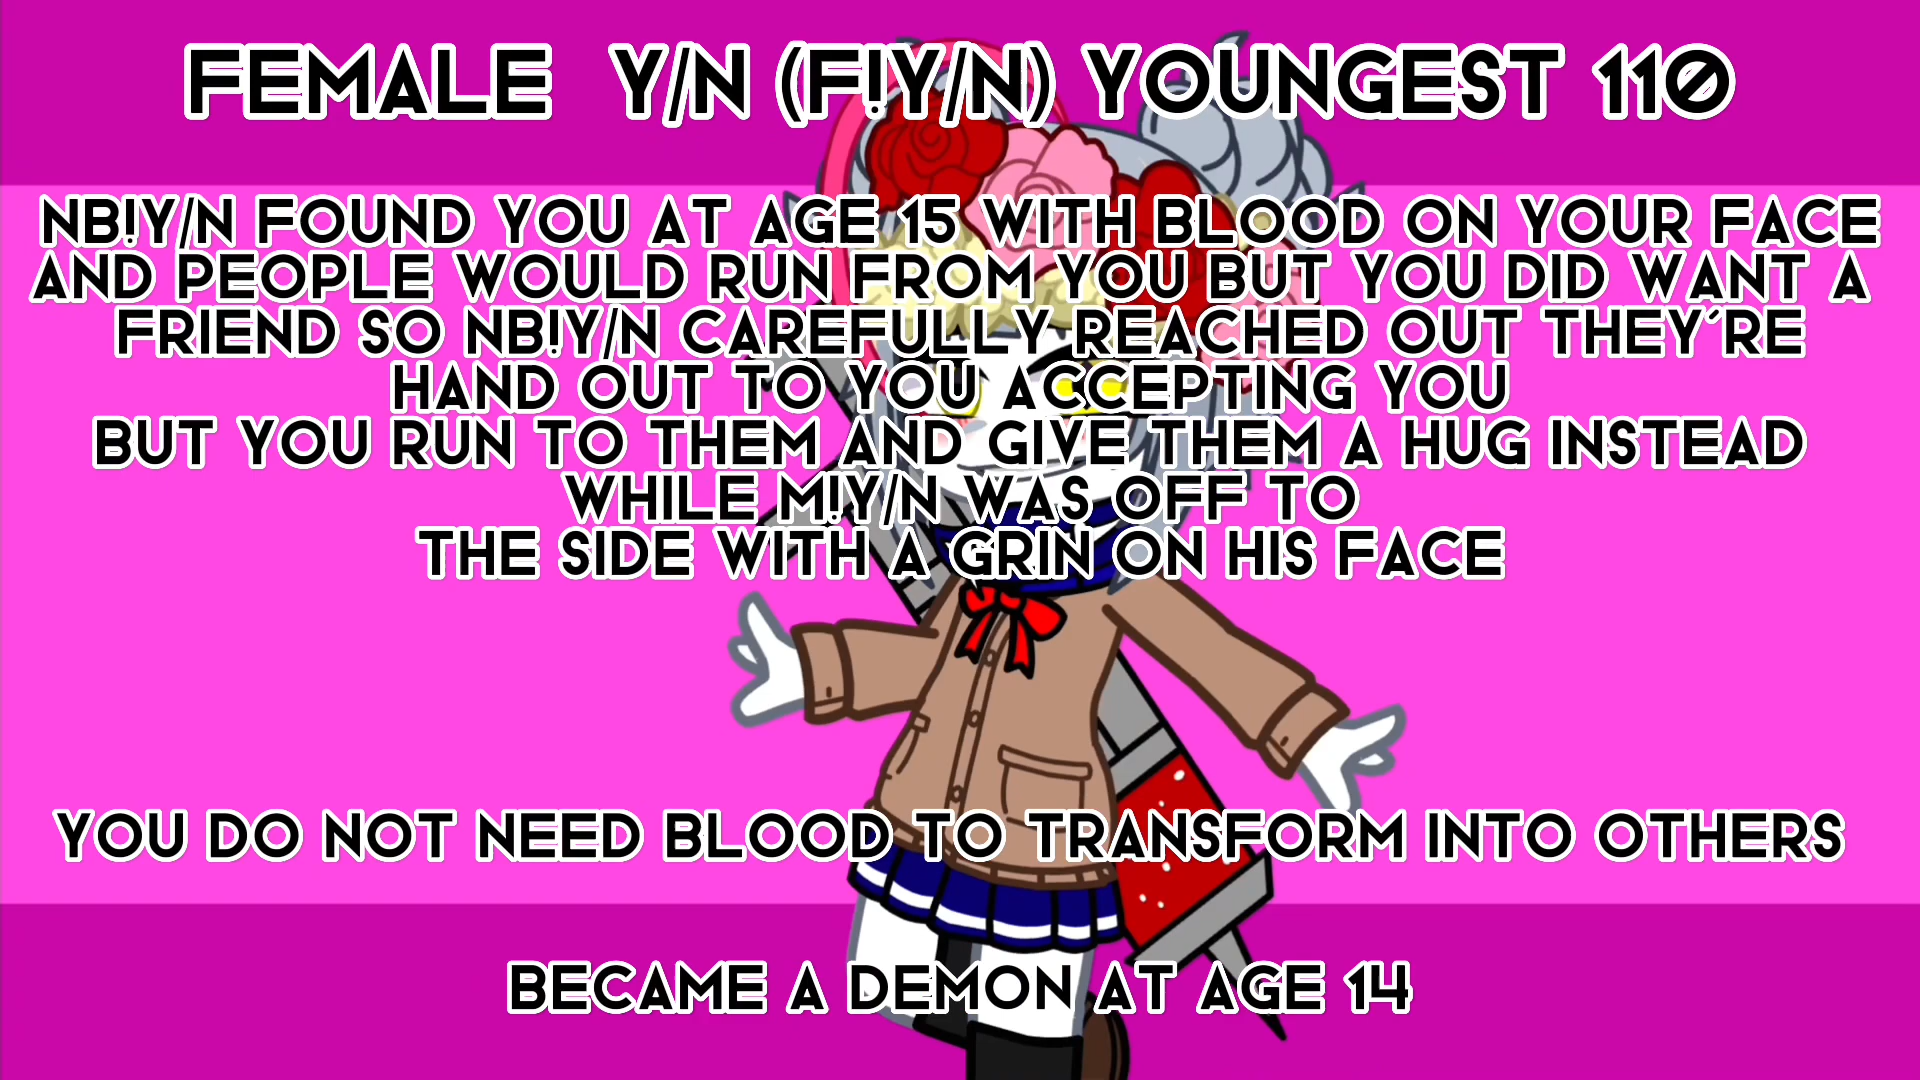 FEMALE Y/N (F!Y/N) YOUNGEST 110
NB!Y/N FOUND YOU AT AGE 15 WITH BLOOD ON YOUR FACE
AND PEOPLE WOULD RUN FROM YOU BUT YOU DID WANT A
FRIEND SO NB!Y/N CAREFULLY REACHED OUT THEY´RE
HAND OUT TO YOU ACCEPTING YOU
BUT YOU RUN TO THEM AND GIVE THEM A HUG INSTEAD
WHILE M!Y/N WAS OFF TO
THE SIDE WITH A GRIN ON HIS FACE
YOU DO NOT NEED BLOOD TO TRANSFORM INTO OTHERS
BECAME A DEMON AT AGE 14